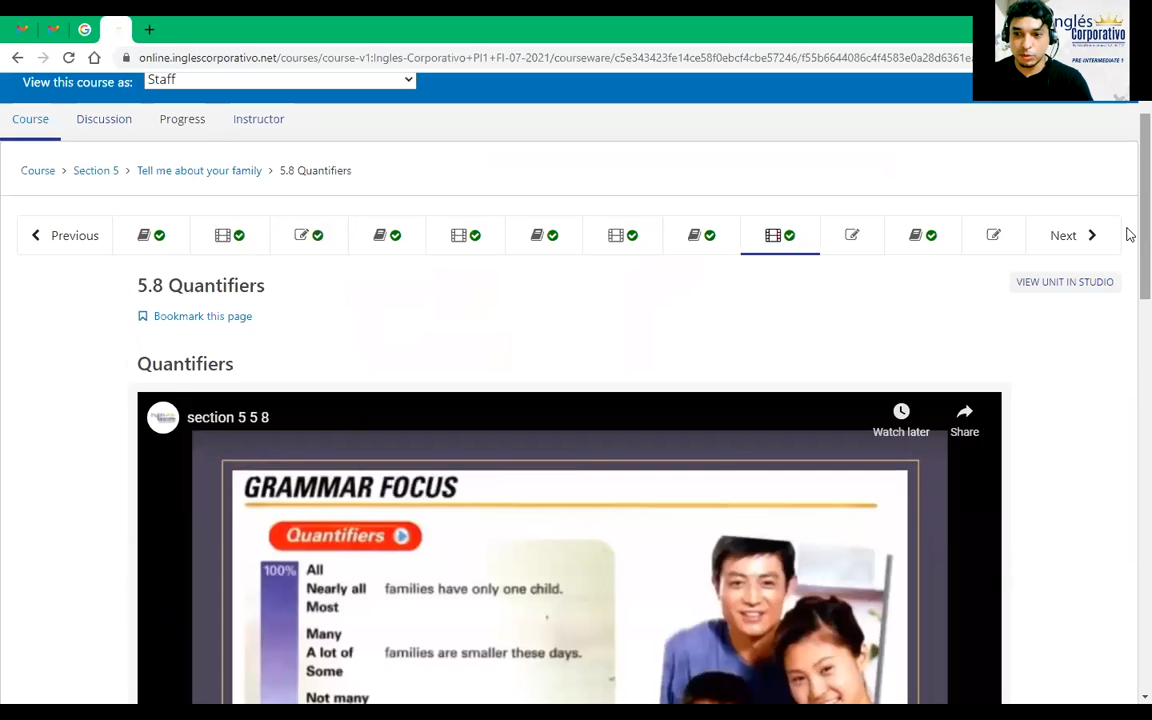 online.inglescorporativo.net/courses/course-v1:Ingles-Corporativo+PI1+FI-07-2021/courseware/c5e343423fe14ce58f0ebcf4cbe57246/f55b6644086c4f4583e0a28d6361e
Inglés
Corporativo
PRE-INTERMEDIATE 1
View this course as:
Staff
Course
Discussion
Progress
Instructor
Course > Section 5 > Tell me about your family > 5.8 Quantifiers
Previous
Next
5.8 Quantifiers
VIEW UNIT IN STUDIO
Bookmark this page
Quantifiers
section 5 5 8
Watch later
Share
GRAMMAR FOCUS
Quantifiers
100%
All
Nearly all families have only one child.
Most
Many
A lot of families are smaller these days.
Some
Not many